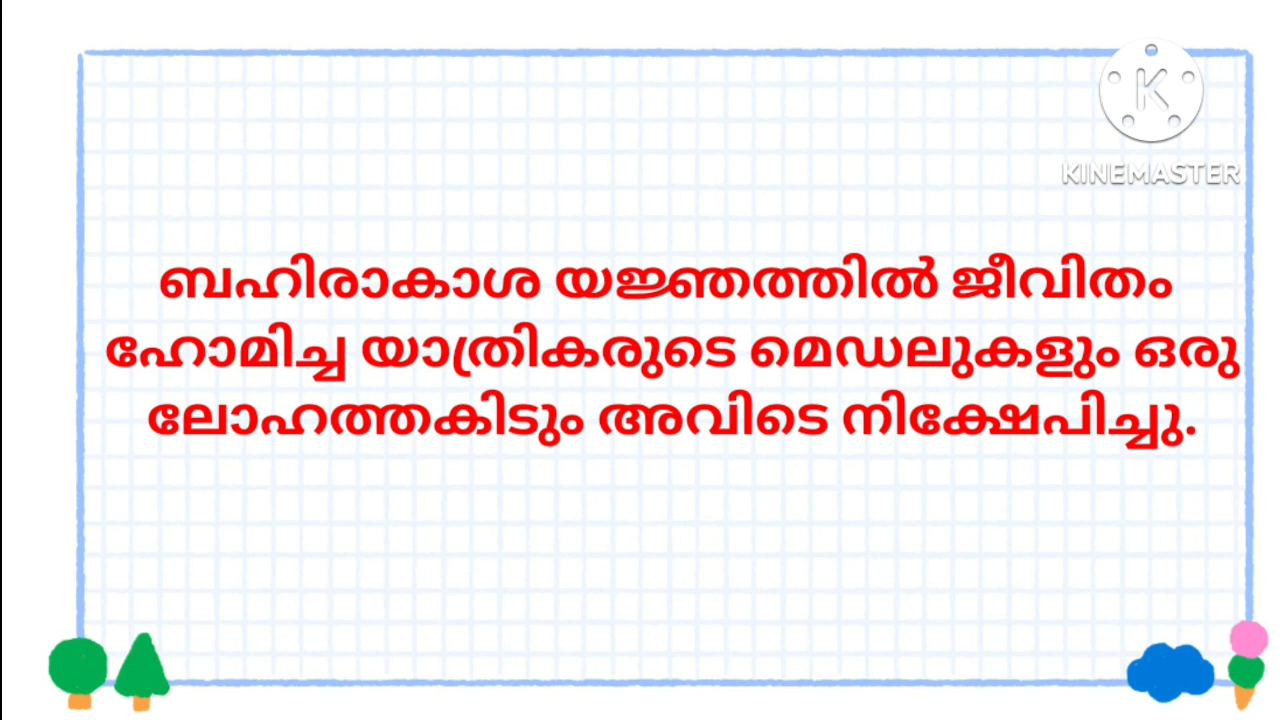 K
KINEMASTER
ബഹിരാകാശ യജ്ഞത്തിൽ ജീവിതം
ഹോമിച്ച യാത്രികരുടെ മെഡലുകളും ഒരു
ലോഹത്തകിടും അവിടെ നിക്ഷേപിച്ചു.